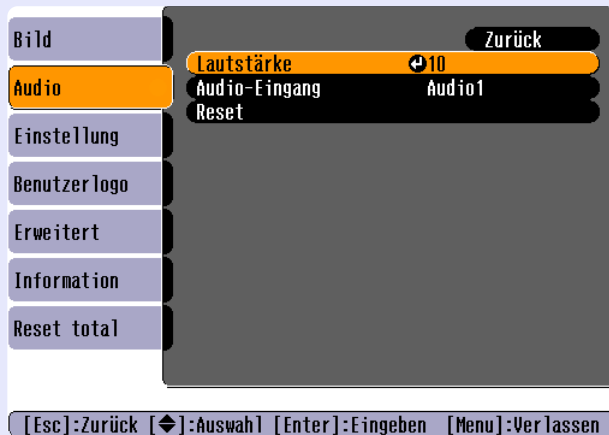 Bild
Audio
Einstellung
Benutzerlogo
Erweitert
Information
Reset total
Zurück
Lautstärke 10
Audio-Eingang Audio1
Reset
[Esc]:Zurück [◆]:Auswahl [Enter]:Eingeben [Menu]:Verlassen